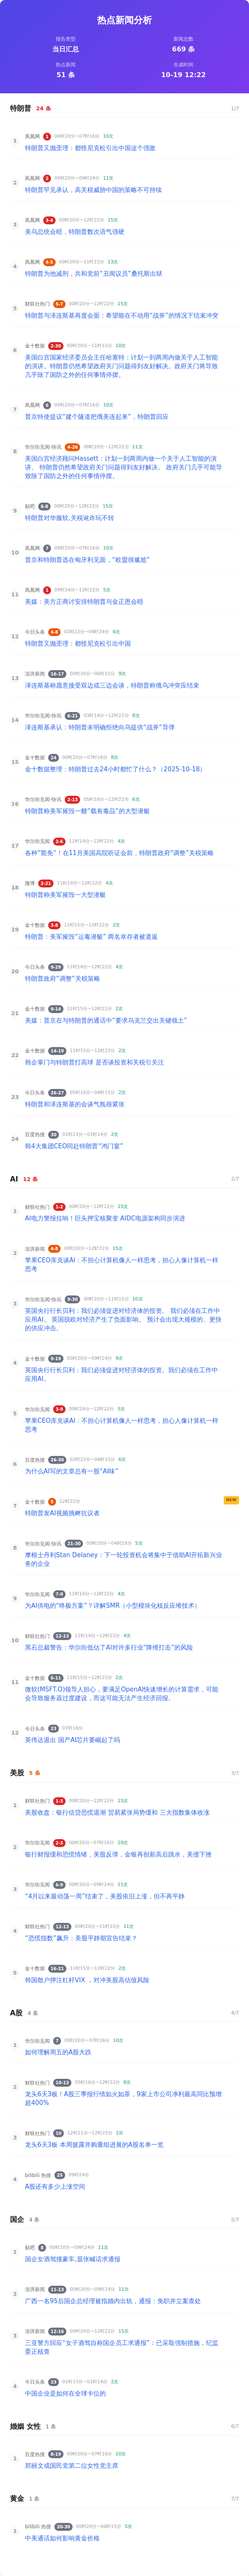 热点新闻分析
报告类型
当日汇总
新闻总数
669 条
热点新闻
51 条
生成时间
10-19 12:22
特朗普 24 条 1/7
1 凤凰网 1 00时20分~07时16分 10次
特朗普又抛歪理：都怪尼克松引出中国这个强敌
2 凤凰网 2 00时20分~09时24分 11次
特朗普罕见承认，高关税威胁中国的策略不可持续
3 凤凰网 3-4 00时20分~12时22分 15次
美乌总统会晤，特朗普数次语气强硬
4 凤凰网 4-5 00时20分~11时15分 13次
特朗普为他减刑，共和党前“丑闻议员”桑托斯出狱
5 财联社热门 5-7 00时20分~12时22分 15次
特朗普与泽连斯基再度会面：希望能在不动用“战斧”的情况下结束冲突
6 金十数据 2-30 00时20分~11时15分 10次
美国白宫国家经济委员会主任哈塞特：计划一到两周内做关于人工智能
的演讲。特朗普仍然希望政府关门问题得到友好解决。政府关门将导致
几乎除了国防之外的任何事情停摆。
7 凤凰网 6 00时20分~07时16分 10次
普京特使提议“建个隧道把俄美连起来”，特朗普回应
8 华尔街见闻-快讯 4-26 00时20分~12时22分 11次
美国白宫经济顾问Hassett：计划一到两周内做一个关于人工智能的演
讲。 特朗普仍然希望政府关门问题得到友好解决。 政府关门几乎可能导
致除了国防之外的任何事情停摆。
9 贴吧 6-8 00时20分~12时22分 15次
特朗普对华服软,关税讹诈玩不转
10 凤凰网 7 00时20分~07时16分 10次
普京和特朗普选在匈牙利见面，“欧盟很尴尬”
11 凤凰网 1 09时24分~12时22分 5次
美媒：美方正商讨安排特朗普与金正恩会晤
12 今日头条 4-8 02时22分~09时24分 6次
特朗普又抛歪理：都怪尼克松引出中国
13 澎湃新闻 16-17 00时20分~06时15分 9次
泽连斯基称愿意接受双边或三边会谈，特朗普称俄乌冲突应结束
14 华尔街见闻-快讯 6-21 03时14分~12时22分 8次
泽连斯基承认：特朗普未明确拒绝向乌提供“战斧”导弹
15 金十数据 24 00时20分~07时16分 8次
金十数据整理：特朗普过去24小时都忙了什么？（2025-10-18）
16 华尔街见闻-快讯 2-13 05时16分~12时22分 6次
特朗普称美军摧毁一艘“载有毒品”的大型潜艇
17 华尔街见闻 2-4 11时14分~12时22分 4次
各种“豁免”！在11月美国高院听证会前，特朗普政府“调整”关税策略
18 微博 2-21 11时14分~12时22分 4次
特朗普称美军摧毁一大型潜艇
19 金十数据 3-8 11时15分~12时22分 2次
特朗普：美军摧毁“运毒潜艇” 两名幸存者被遣返
20 今日头条 9-29 11时14分~12时22分 4次
特朗普政府“调整”关税策略
21 金十数据 9-14 11时15分~12时22分 2次
美媒：普京在与特朗普的通话中“要求乌克兰交出关键领土”
22 金十数据 14-19 11时15分~12时22分 2次
韩企掌门与特朗普打高球 是否谈投资和关税引关注
23 今日头条 26-27 05时16分~06时15分 2次
特朗普和泽连斯基的会谈气氛很紧张
24 百度热搜 30 01时13分~01时14分 2次
韩4大集团CEO同赴特朗普“鸿门宴”
AI 12 条 2/7
1 财联社热门 1-2 00时20分~12时22分 15次
AI电力警报拉响！巨头押宝核聚变 AIDC电源架构同步演进
2 澎湃新闻 4-8 00时20分~12时22分 15次
苹果CEO库克谈AI：不担心计算机像人一样思考，担心人像计算机一样
思考
3 华尔街见闻-快讯 9-30 00时20分~11时15分 10次
英国央行行长贝利：我们必须促进对经济体的投资。 我们必须在工作中
应用AI。 英国脱欧对经济产生了负面影响。 预计会出现大规模的、更快
的供应冲击。
4 金十数据 9-19 00时20分~09时24分 9次
英国央行行长贝利：我们必须促进对经济体的投资。我们必须在工作中
应用AI。
5 华尔街见闻 3-9 09时24分~12时22分 5次
苹果CEO库克谈AI：不担心计算机像人一样思考，担心人像计算机一样
思考
6 百度热搜 26-30 02时22分~06时15分 6次
为什么AI写的文章总有一股“AI味”
7 金十数据 5 12时22分 NEW
特朗普发AI视频挑衅抗议者
8 华尔街见闻-快讯 21-30 00时20分~04时18分 5次
摩根士丹利Stan Delaney：下一轮投资机会将集中于借助AI开拓新兴业
务的企业
9 华尔街见闻 7-9 11时14分~12时22分 4次
为AI供电的“终极方案”？详解SMR（小型模块化核反应堆技术）
10 财联社热门 12-13 11时14分~12时22分 4次
黑石总裁警告：华尔街低估了AI对许多行业“降维打击”的风险
11 金十数据 6-11 11时15分~12时22分 2次
微软(MSFT.O)领导人担心，要满足OpenAI快速增长的计算需求，可能
会导致服务器过度建设，而这可能无法产生经济回报。
12 今日头条 23 07时16分
英伟达退出 国产AI芯片要崛起了吗
美股 5 条 3/7
1 财联社热门 1-2 00时20分~12时22分 15次
美股收盘：银行信贷恐慌退潮 贸易紧张局势缓和 三大指数集体收涨
2 华尔街见闻 2-3 00时20分~07时16分 10次
银行财报缓和恐慌情绪，美股反弹，金银再创新高后跳水，美债下挫
3 华尔街见闻 6-9 00时20分~09时24分 11次
“4月以来最动荡一周”结束了，美股依旧上涨，但不再平静
4 财联社热门 12-13 00时20分~11时15分 11次
“恐慌指数”飙升：美股平静期宣告结束？
5 金十数据 16-21 11时15分~12时22分 2次
韩国散户押注杠杆VIX ，对冲美股高估值风险
A股 4 条 4/7
1 华尔街见闻 7 00时20分~07时16分 10次
如何理解周五的A股大跌
2 财联社热门 10-13 00时16分~12时22分 8次
龙头6天3板！A股三季报行情如火如荼，9家上市公司净利最高同比预增
超400%
3 财联社热门 10 12时21分~12时22分 2次
龙头6天3板 本周披露并购重组进展的A股名单一览
4 bilibili 热搜 25 09时24分
A股还有多少上涨空间
国企 4 条 5/7
1 贴吧 8 00时20分~09时24分 11次
国企女酒驾撞豪车,嚣张喊话求通报
2 澎湃新闻 11-13 00时20分~09时24分 11次
广西一名95后国企总经理被指婚内出轨，通报：免职并立案查处
3 澎湃新闻 12-16 00时20分~12时22分 15次
三亚警方回应“女子酒驾自称国企员工求通报”：已采取强制措施，纪监
委正核查
4 今日头条 23 01时13分~01时14分 2次
中国企业是如何在全球卡位的
婚姻 女性 1 条 6/7
1 百度热搜 8-19 00时20分~07时16分 10次
郑丽文成国民党第二位女性党主席
黄金 1 条 7/7
1 bilibili 热搜 20-30 00时20分~06时15分 5次
中美通话如何影响黄金价格